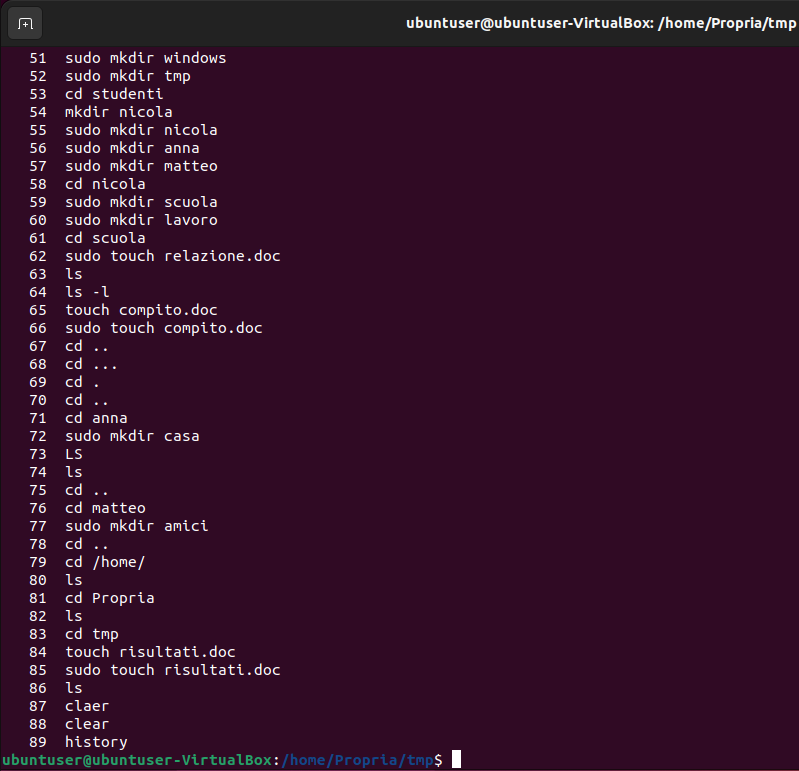 ubuntuser@ubuntuser-VirtualBox: /home/Propria/tmp
51 sudo mkdir windows
52 sudo mkdir tmp
53 cd studenti
54 mkdir nicola
55 sudo mkdir nicola
56 sudo mkdir anna
57 sudo mkdir matteo
58 cd nicola
59 sudo mkdir scuola
60 sudo mkdir lavoro
61 cd scuola
62 sudo touch relazione.doc
63 ls
64 ls -l
65 touch compito.doc
66 sudo touch compito.doc
67 cd ..
68 cd ...
69 cd .
70 cd ..
71 cd anna
72 sudo mkdir casa
73 LS
74 ls
75 cd ..
76 cd matteo
77 sudo mkdir amici
78 cd ..
79 cd /home/
80 ls
81 cd Propria
82 ls
83 cd tmp
84 touch risultati.doc
85 sudo touch risultati.doc
86 ls
87 claer
88 clear
89 history
ubuntuser@ubuntuser-VirtualBox:/home/Propria/tmp$